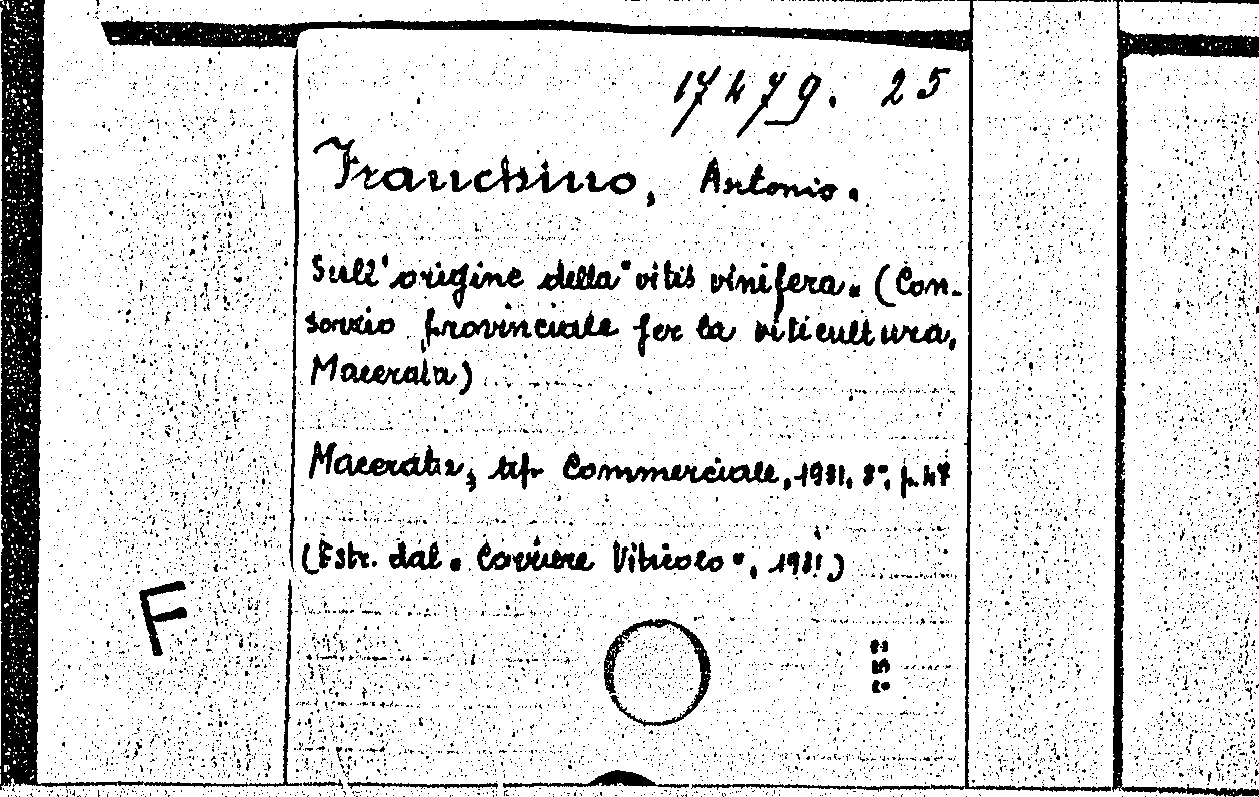 17479. 25
Franchino, Antonio.
Sull'origine della "vitis vinifera" (Con-
sorzio provinciale per la viticultura,
Macerata)
Macerata, tip Commerciale, 1931, 8°, p. 47
(Estr. dal "Corriere Viticolo", 1931)
F